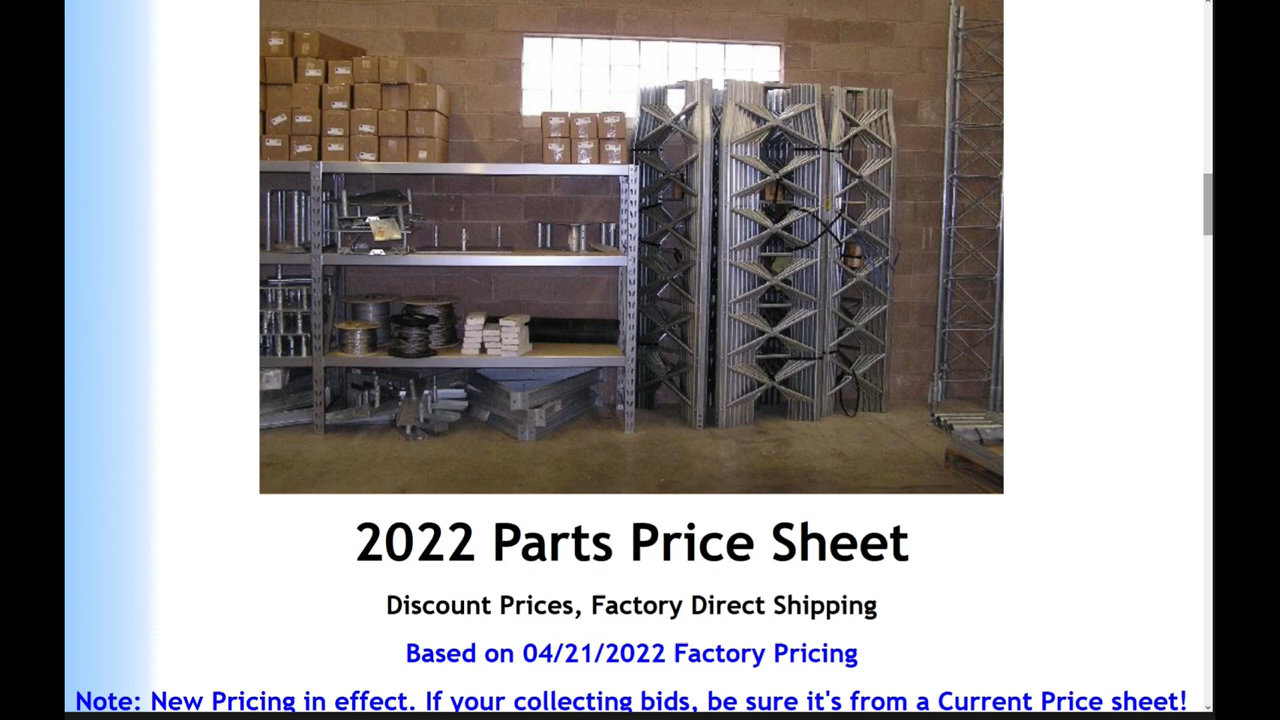 2022 Parts Price Sheet
Discount Prices, Factory Direct Shipping
Based on 04/21/2022 Factory Pricing
Note: New Pricing in effect. If your collecting bids, be sure it's from a Current Price sheet!